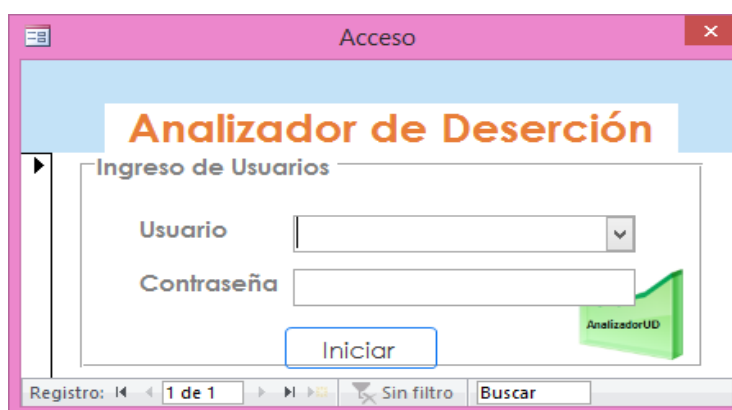 Acceso
Analizador de Deserción
Ingreso de Usuarios
Usuario
Contraseña
AnalizadorUD
Iniciar
Registro: 1 de 1 Sin filtro Buscar